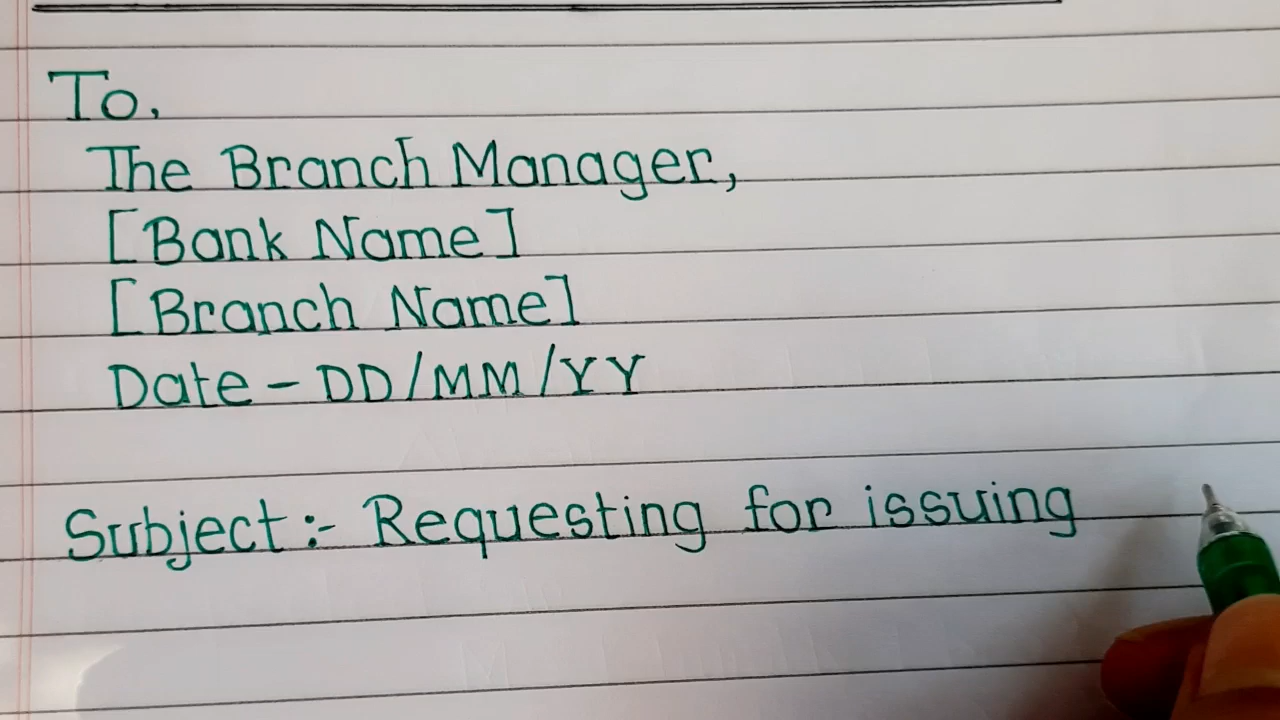 To,
The Branch Manager,
[Bank Name]
[Branch Name]
Date - DD/MM/YY
Subject :- Requesting for issuing